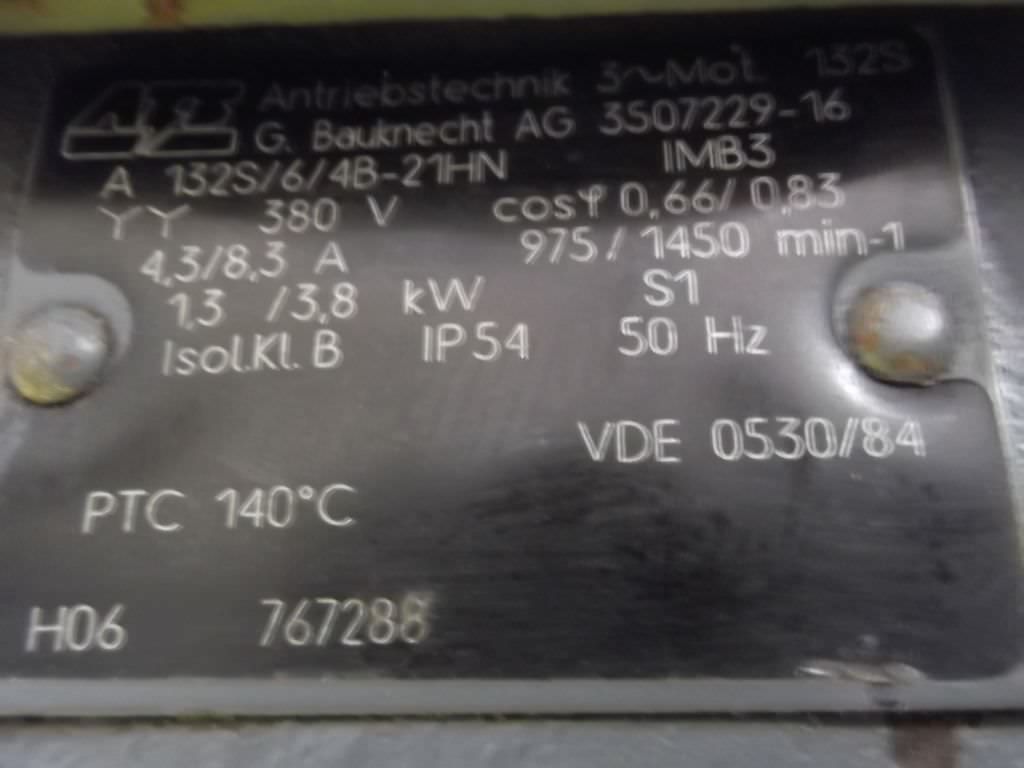 Antriebstechnik 3~Mot. 132S
G. Bauknecht AG 3507229-16
A 132S/6/4B-21HN IMB3
YY 380 V cosφ 0,66/0,83
4,3/8,3 A 975/1450 min-1
1,3 /3,8 kW S1
Isol.Kl. B IP54 50 Hz
VDE 0530/84
PTC 140°C
H06 767288